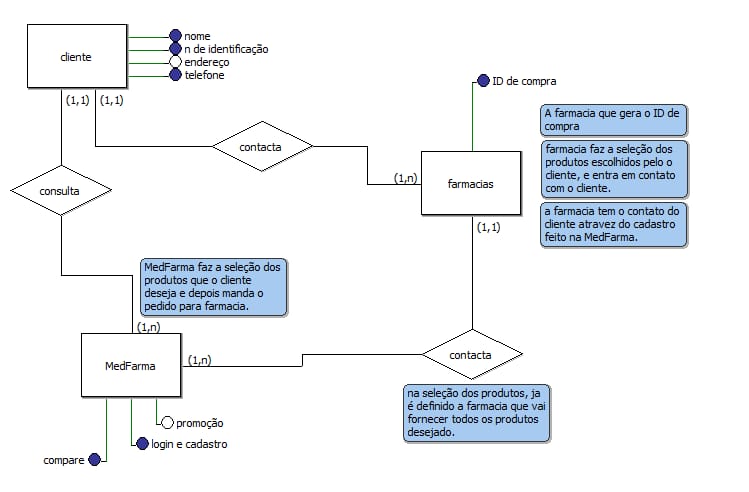 nome
n de identificação
endereço
telefone
cliente
(1,1)
(1,1)
contacta
consulta
ID de compra
(1,n)
farmacias
(1,1)
A farmacia que gera o ID de
compra
farmacia faz a seleção dos
produtos escolhidos pelo o
cliente, e entra em contato
com o cliente.
a farmacia tem o contato do
cliente atravez do cadastro
feito na MedFarma.
MedFarma faz a seleção dos
produtos que o cliente
deseja e depois manda o
pedido para farmacia.
(1,n)
MedFarma
(1,n)
contacta
na seleção dos produtos, ja
é definido a farmacia que vai
fornecer todos os produtos
desejado.
promoção
login e cadastro
compare